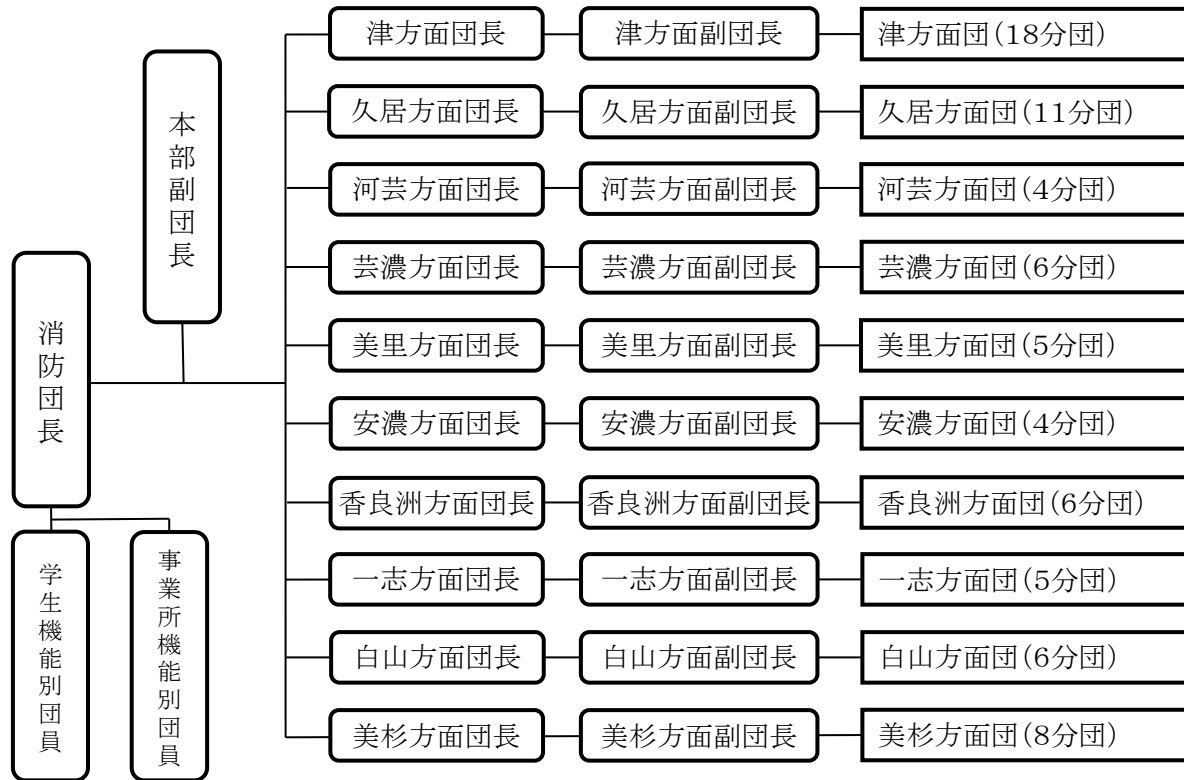 消防団長
学生機能別団員
事業所機能別団員
本部副団長
津方面団長
津方面副団長
津方面団(18分団)
久居方面団長
久居方面副団長
久居方面団(11分団)
河芸方面団長
河芸方面副団長
河芸方面団(4分団)
芸濃方面団長
芸濃方面副団長
芸濃方面団(6分団)
美里方面団長
美里方面副団長
美里方面団(5分団)
安濃方面団長
安濃方面副団長
安濃方面団(4分団)
香良洲方面団長
香良洲方面副団長
香良洲方面団(6分団)
一志方面団長
一志方面副団長
一志方面団(5分団)
白山方面団長
白山方面副団長
白山方面団(6分団)
美杉方面団長
美杉方面副団長
美杉方面団(8分団)